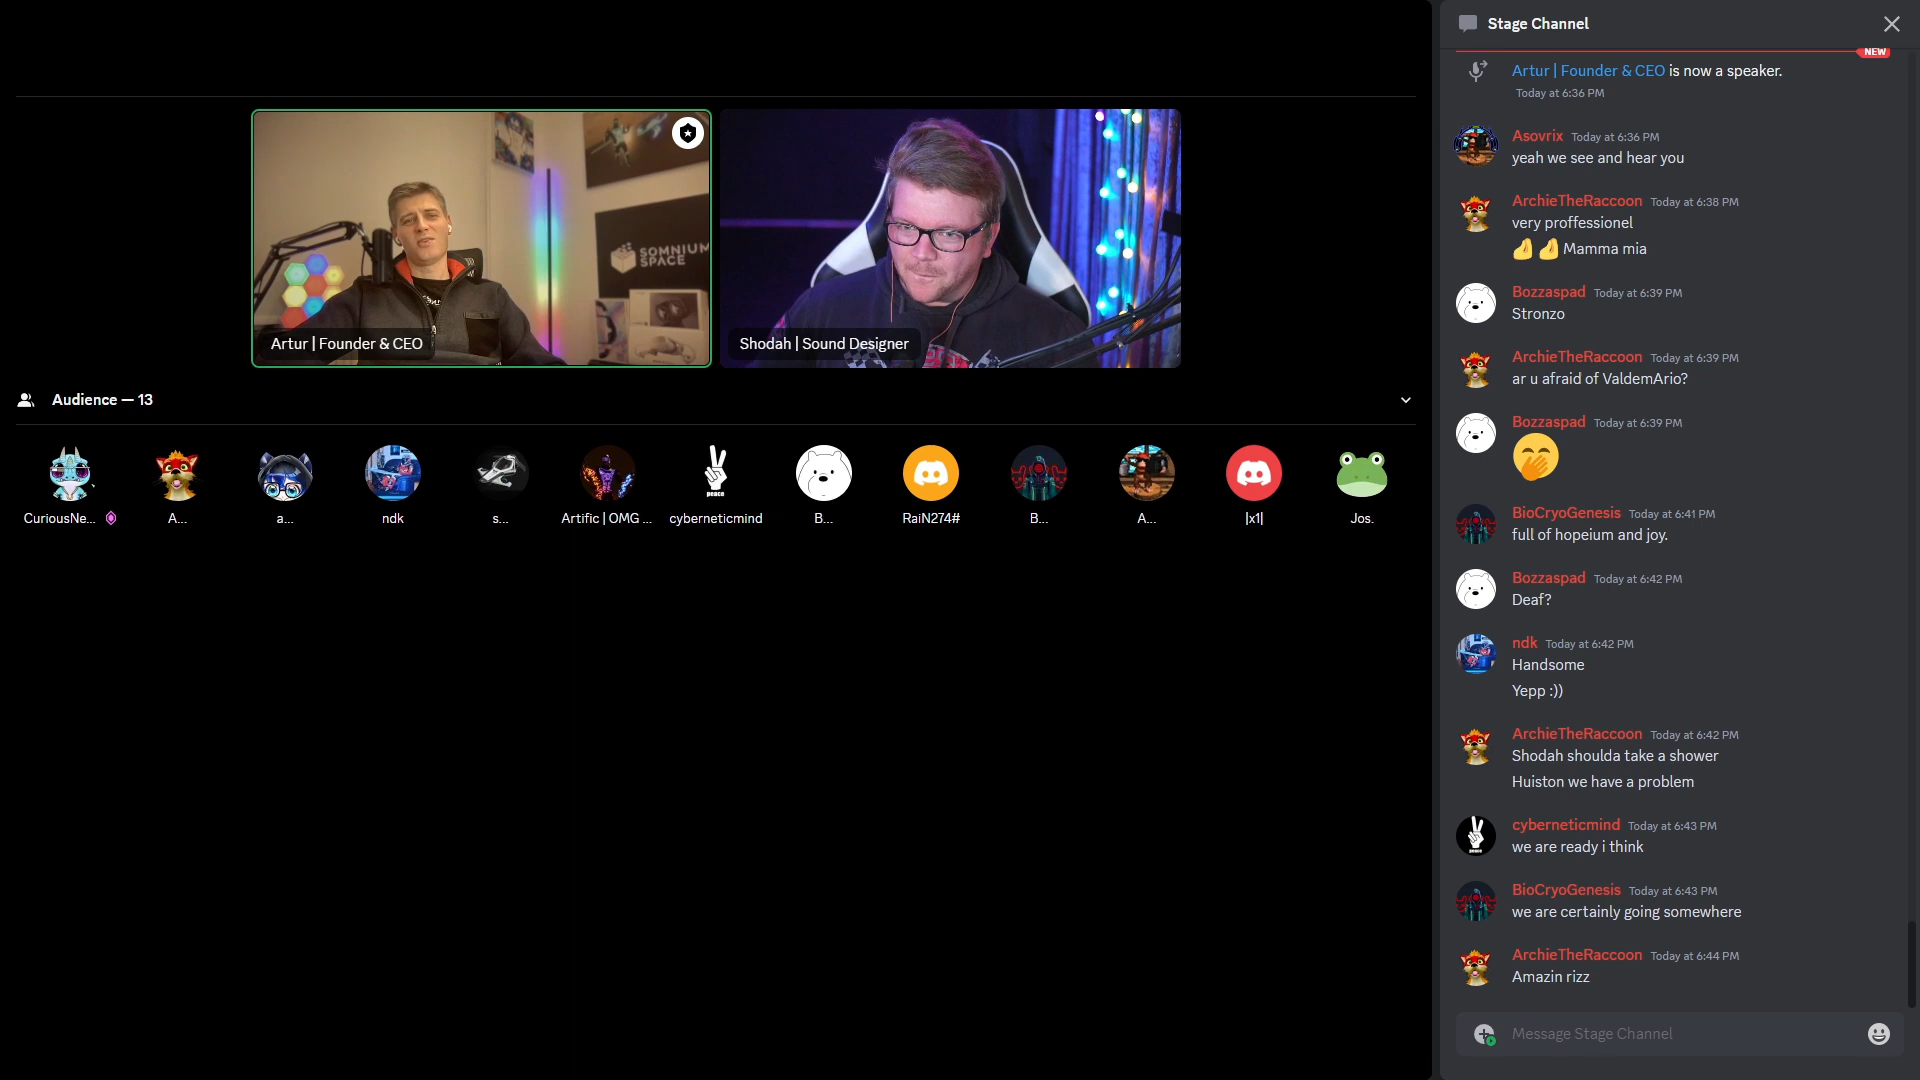 SOMNIUM
SPACE
Artur | Founder & CEO
Shodah | Sound Designer
Audience — 13
CuriousNe...
A...
a...
ndk
s...
Artific | OMG ...
cyberneticmind
B...
RaiN274#
B...
A...
|x1|
Jos.
peace
Stage Channel
NEW
Artur | Founder & CEO is now a speaker.
Today at 6:36 PM
Asovrix Today at 6:36 PM
yeah we see and hear you
ArchieTheRaccoon Today at 6:38 PM
very proffessionel
🤌 🤌 Mamma mia
Bozzaspad Today at 6:39 PM
Stronzo
ArchieTheRaccoon Today at 6:39 PM
ar u afraid of ValdemArio?
Bozzaspad Today at 6:39 PM
🤭
BioCryoGenesis Today at 6:41 PM
full of hopeium and joy.
Bozzaspad Today at 6:42 PM
Deaf?
ndk Today at 6:42 PM
Handsome
Yepp :))
ArchieTheRaccoon Today at 6:42 PM
Shodah shoulda take a shower
Huiston we have a problem
cyberneticmind Today at 6:43 PM
we are ready i think
BioCryoGenesis Today at 6:43 PM
we are certainly going somewhere
ArchieTheRaccoon Today at 6:44 PM
Amazin rizz
Message Stage Channel